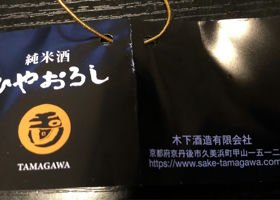 純米酒
ひやおろし
玉
TAMAGAWA
木下酒造有限会社
京都府京丹後市久美浜町甲山一五一二
https://www.sake-tamagawa.com/